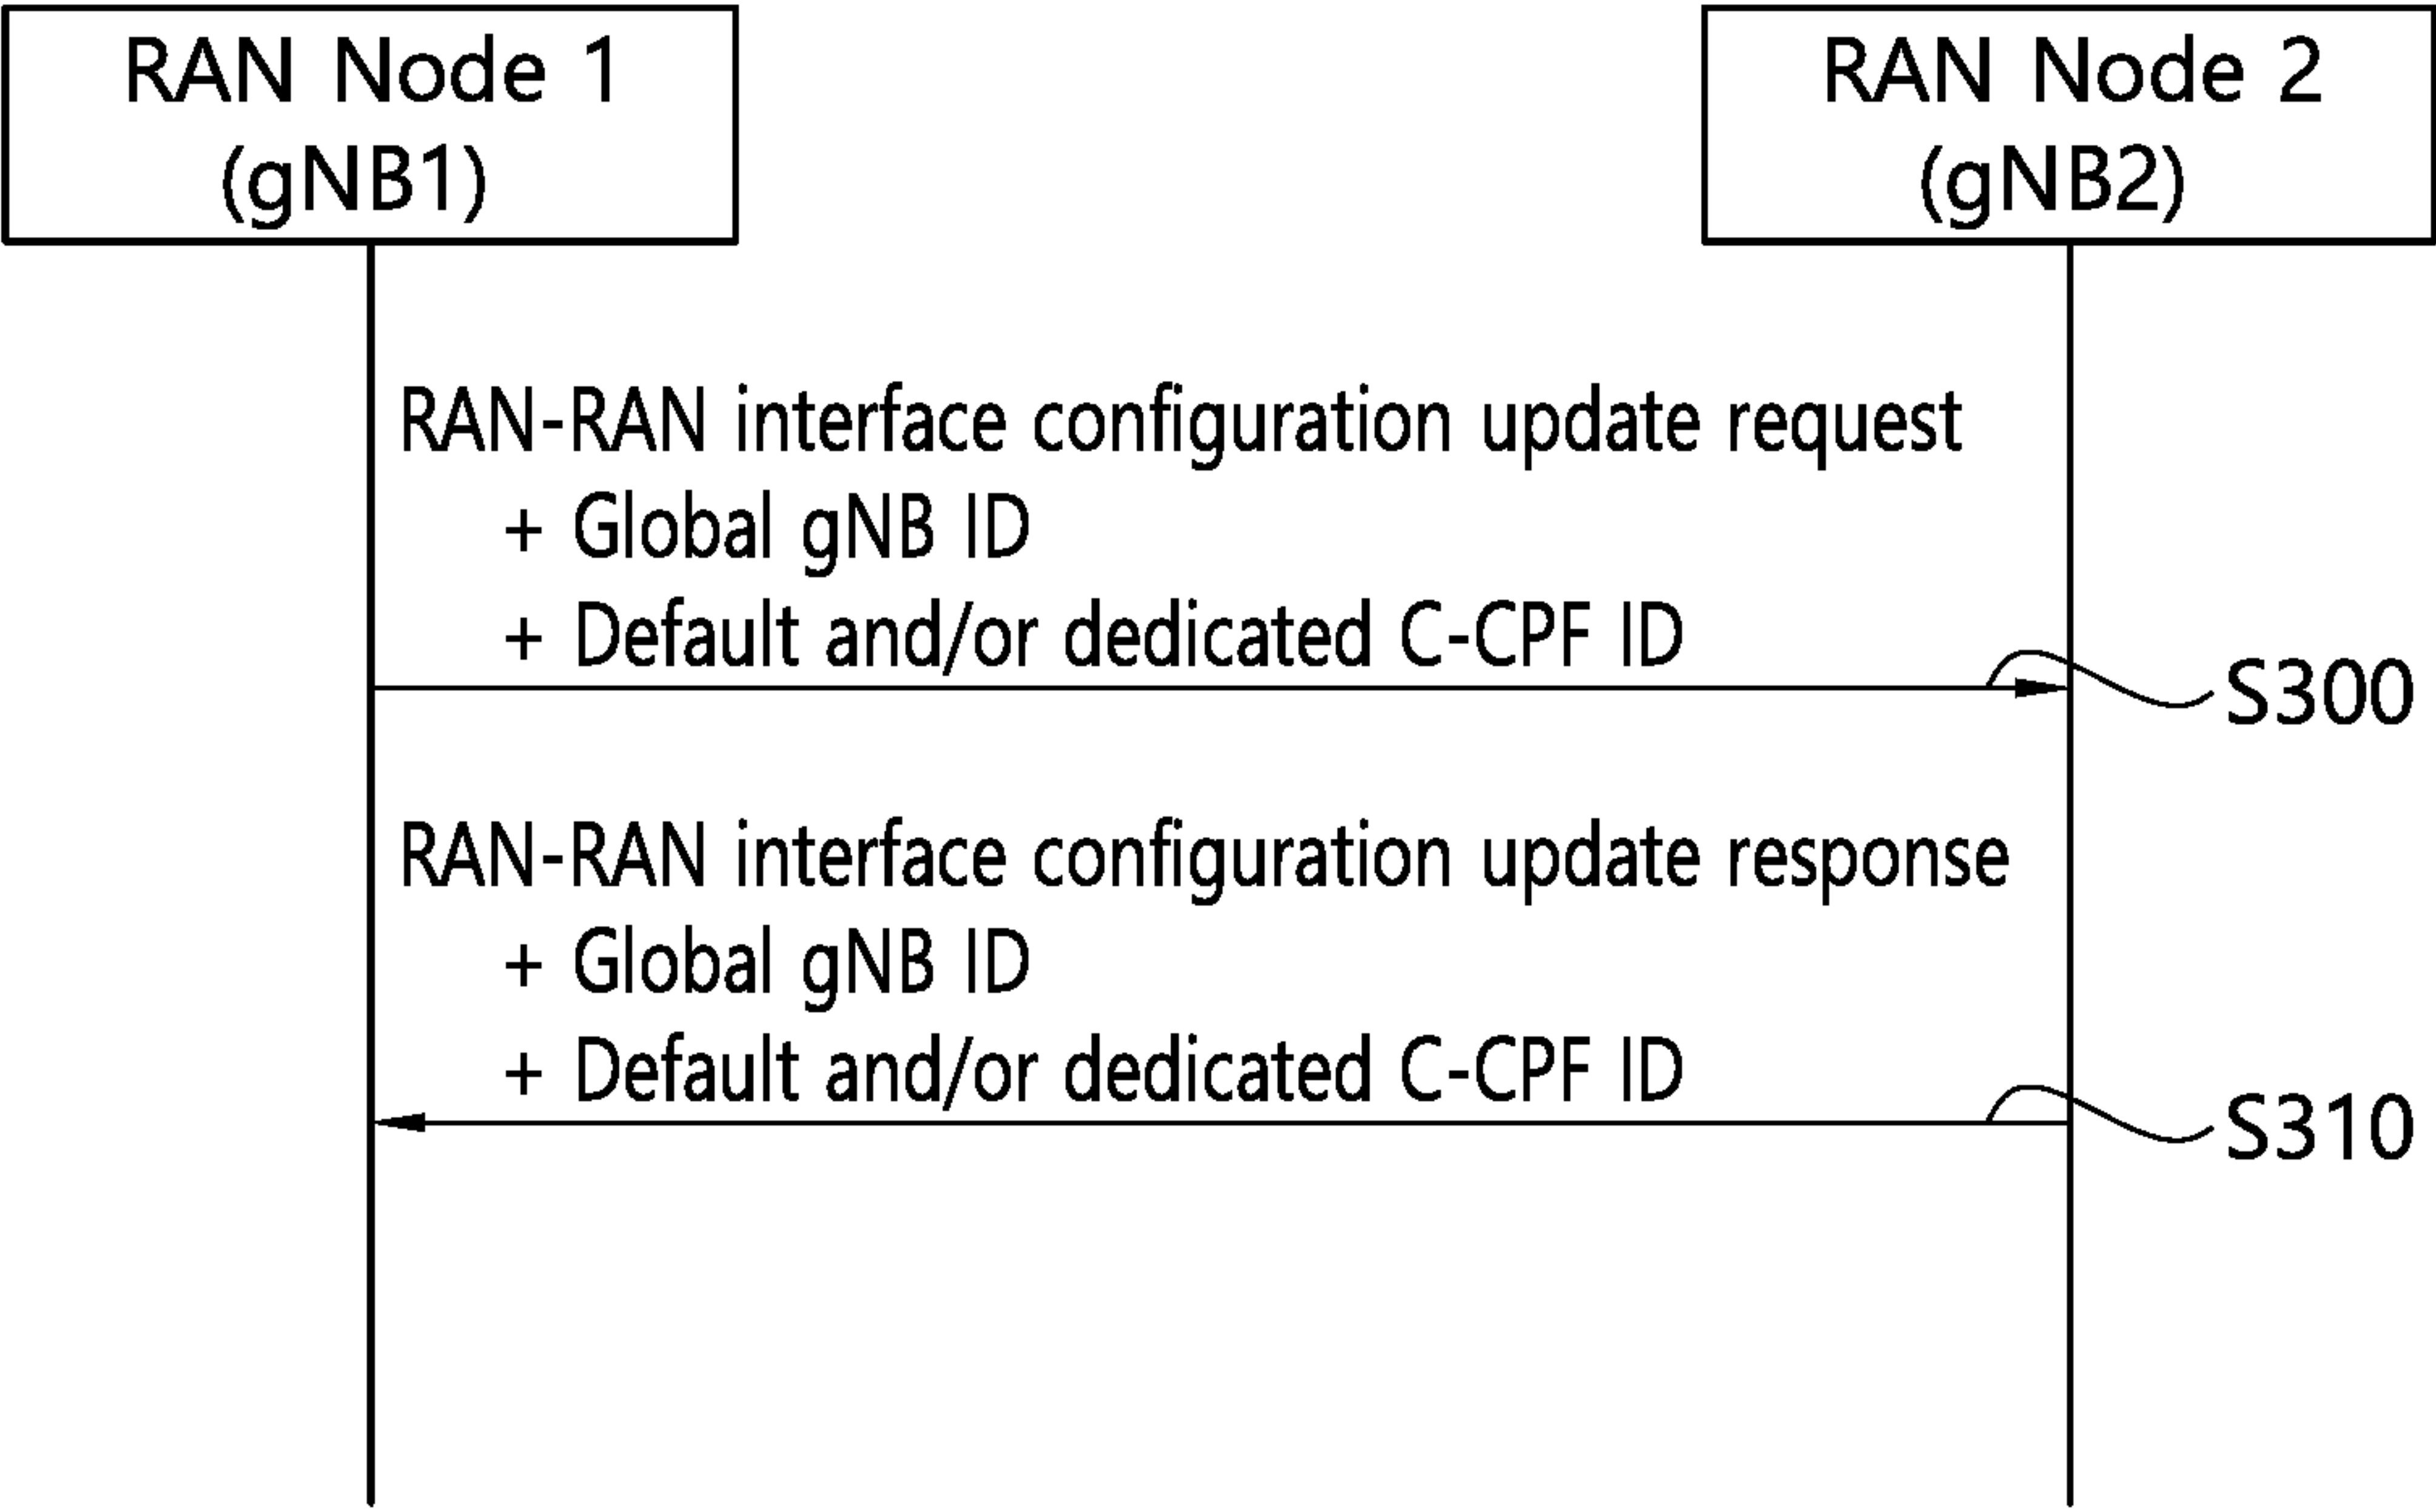 RAN Node 1
(gNB1)
RAN Node 2
(gNB2)
RAN-RAN interface configuration update request
+ Global gNB ID
+ Default and/or dedicated C-CPF ID
S300
RAN-RAN interface configuration update response
+ Global gNB ID
+ Default and/or dedicated C-CPF ID
S310